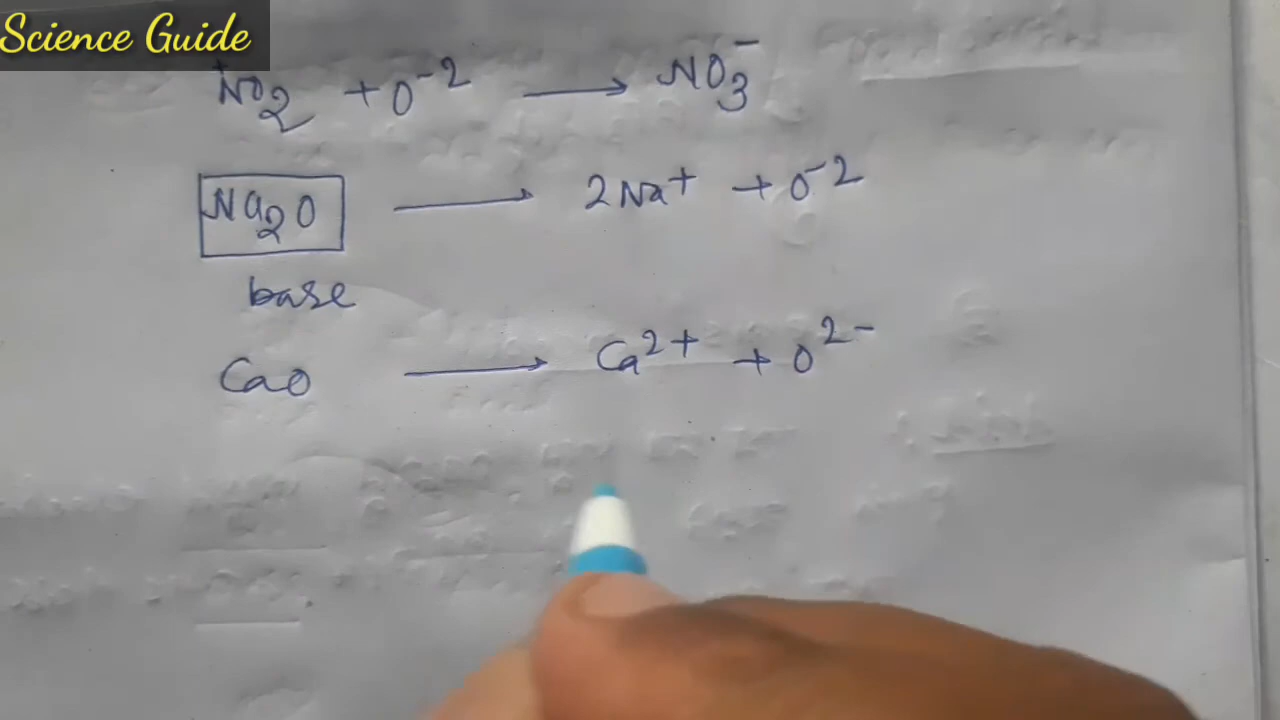 Science Guide
⁺NO₂ + O⁻² ⟶ NO₃⁻
Na₂O ⟶ 2Na⁺ + O⁻²
base
CaO ⟶ Ca²⁺ + O²⁻